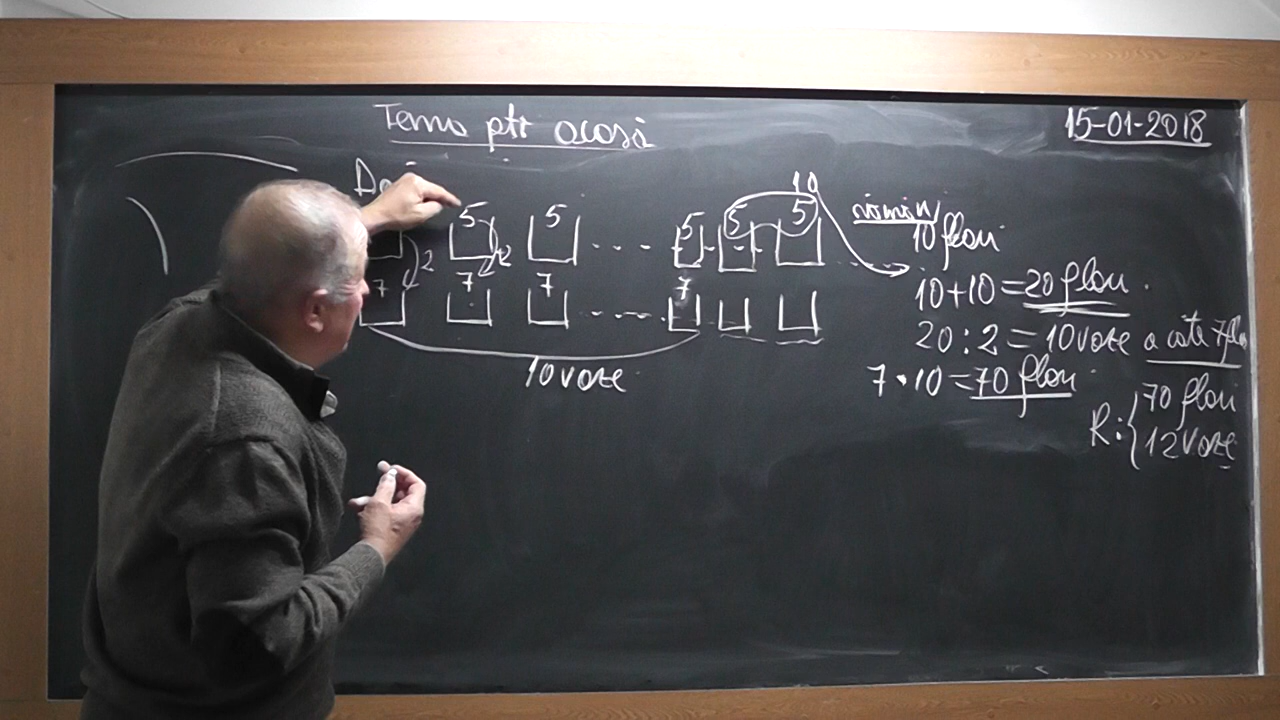 Tema ptr acasă
15-01-2018
10
5 5 5 5 5
rămân
10 flori
2 2
7 7 7 7
10+10=20 flori.
20:2=10 vaze a câte 7 flori
10 vaze
7·10=70 flori
R:{70 flori
12 vaze